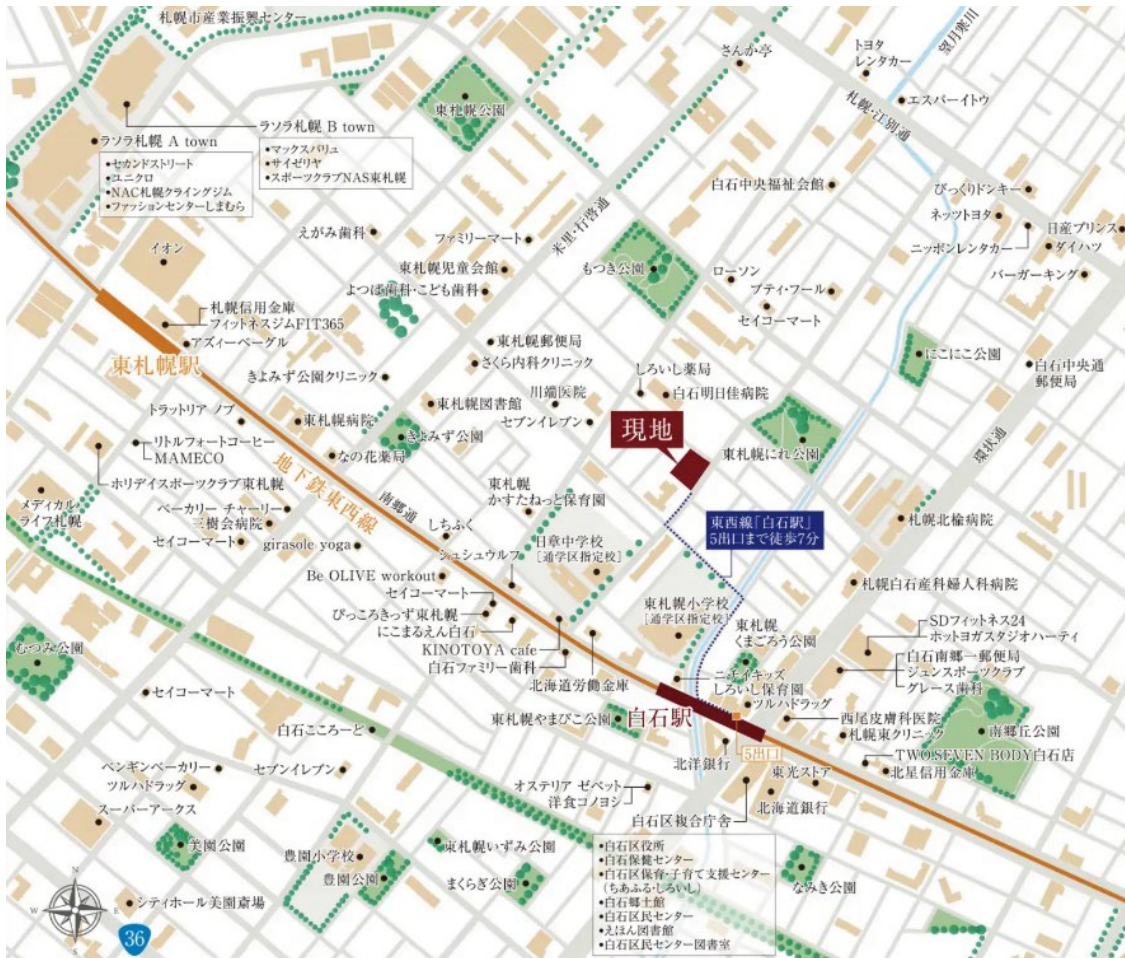 札幌市産業振興センター
望月寒川
トヨタ
レンタカー
さんか亭
エスパーイトウ
札幌・江別通
東札幌公園
ラソラ札幌 B town
•マックスバリュ
•サイゼリヤ
•スポーツクラブNAS東札幌
ラソラ札幌 A town
•セカンドストリート
•ユニクロ
•NAC札幌クライングジム
•ファッションセンターしまむら
白石中央福祉会館
びっくりドンキー
ネッツトヨタ
日産プリンス
ニッポンレンタカー
ダイハツ
バーガーキング
米里・行啓通
えがみ歯科
ファミリーマート
イオン
東札幌児童会館
よつば歯科・こども歯科
もつき公園
ローソン
プティ・フール
セイコーマート
札幌信用金庫
フィットネスジムFIT365
アズィーベーグル
東札幌駅
東札幌郵便局
さくら内科クリニック
にこにこ公園
白石中央通
郵便局
きよみず公園クリニック
しろいし薬局
白石明日佳病院
川端医院
東札幌図書館
セブンイレブン
トラットリア ノブ
東札幌病院
きよみず公園
現地
東札幌にれ公園
環状通
リトルフォートコーヒー
MAMECO
なの花薬局
ホリデイスポーツクラブ東札幌
地下鉄東西線
南郷通
メディカル
ライフ札幌
ベーカリー チャーリー
三樹会病院
セイコーマート
東札幌
かすたねっと保育園
札幌北楡病院
東西線「白石駅」
5出口まで徒歩7分
girasole yoga
しちふく
シュシュウルフ
日章中学校
[通学区指定校]
Be OLIVE workout
セイコーマート
ぴっころきっず東札幌
にこまるえん白石
KINOTOYA cafe
白石ファミリー歯科
北海道労働金庫
東札幌小学校
[通学区指定校]
札幌白石産科婦人科病院
東札幌
くまごろう公園
SDフィットネス24
ホットヨガスタジオハーティ
白石南郷一郵便局
ジュンスポーツクラブ
グレース歯科
むつみ公園
セイコーマート
ニチイキッズ
しろいし保育園
ツルハドラッグ
白石駅
東札幌やまびこ公園
西尾皮膚科医院
札幌東クリニック
南郷丘公園
白石こころーど
5出口
北洋銀行
TWO SEVEN BODY白石店
北星信用金庫
東光ストア
ペンギンベーカリー
ツルハドラッグ
セブンイレブン
オステリア ゼベット
洋食コノヨシ
北海道銀行
スーパーアークス
白石区複合庁舎
•白石区役所
•白石保健センター
•白石区保育・子育て支援センター
(ちあふる・しろいし)
•白石郷土館
•白石区民センター
•えほん図書館
•白石区民センター図書室
美園公園
豊園小学校
豊園公園
東札幌いずみ公園
まくらぎ公園
なみき公園
N
W
E
S
シティホール美園斎場
36